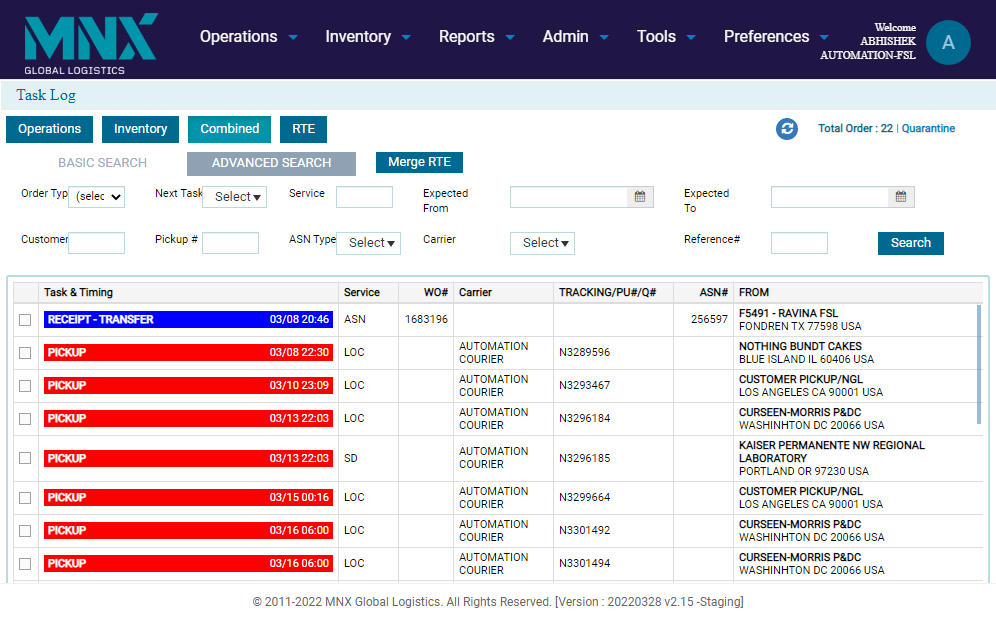 MNX
GLOBAL LOGISTICS
Operations Inventory Reports Admin Tools Preferences
Welcome
ABHISHEK
AUTOMATION-FSL
A
Task Log
Operations Inventory Combined RTE
Total Order : 22 | Quarantine
BASIC SEARCH ADVANCED SEARCH Merge RTE
Order Typ (selec Next Task Select Service Expected From Expected To
Customer Pickup # ASN Type Select Carrier Select Reference# Search
Task & Timing Service WO# Carrier TRACKING/PU#/Q# ASN# FROM
RECEIPT - TRANSFER 03/08 20:46 ASN 1683196 256597 F5491 - RAVINA FSL
FONDREN TX 77598 USA
PICKUP 03/08 22:30 LOC AUTOMATION COURIER N3289596 NOTHING BUNDT CAKES
BLUE ISLAND IL 60406 USA
PICKUP 03/10 23:09 LOC AUTOMATION COURIER N3293467 CUSTOMER PICKUP/NGL
LOS ANGELES CA 90001 USA
PICKUP 03/13 22:03 LOC AUTOMATION COURIER N3296184 CURSEEN-MORRIS P&DC
WASHINHTON DC 20066 USA
PICKUP 03/13 22:03 SD AUTOMATION COURIER N3296185 KAISER PERMANENTE NW REGIONAL
LABORATORY
PORTLAND OR 97230 USA
PICKUP 03/15 00:16 LOC AUTOMATION COURIER N3299664 CUSTOMER PICKUP/NGL
LOS ANGELES CA 90001 USA
PICKUP 03/16 06:00 LOC AUTOMATION COURIER N3301492 CURSEEN-MORRIS P&DC
WASHINHTON DC 20066 USA
PICKUP 03/16 06:00 LOC AUTOMATION COURIER N3301494 CURSEEN-MORRIS P&DC
WASHINHTON DC 20066 USA
© 2011-2022 MNX Global Logistics. All Rights Reserved. [Version : 20220328 v2.15 -Staging]